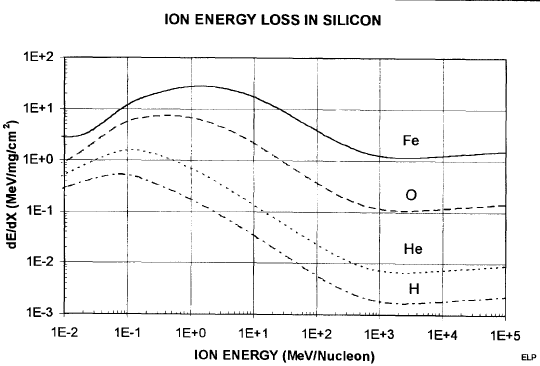 ION ENERGY LOSS IN SILICON
1E+2
1E+1
1E+0
1E-1
1E-2
1E-3
dE/dX (MeV/mg/cm²)
Fe
O
He
H
1E-2 1E-1 1E+0 1E+1 1E+2 1E+3 1E+4 1E+5
ION ENERGY (MeV/Nucleon)
ELP